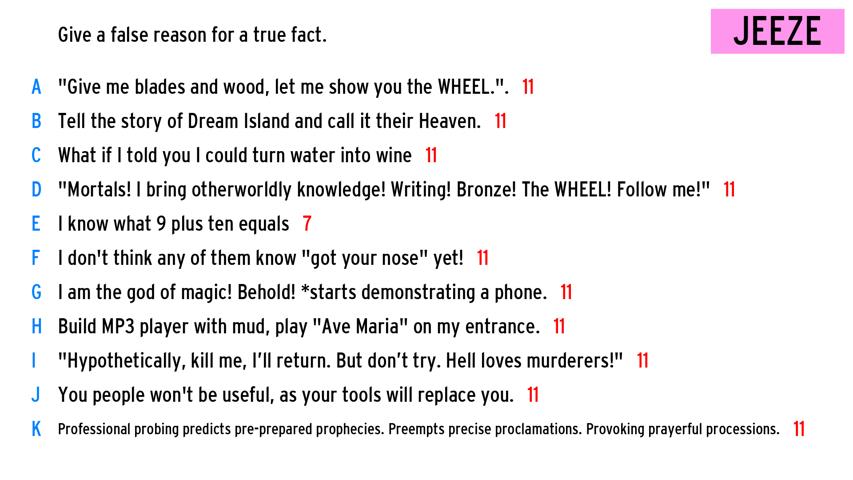 Give a false reason for a true fact.
JEEZE
A "Give me blades and wood, let me show you the WHEEL.". 11
B Tell the story of Dream Island and call it their Heaven. 11
C What if I told you I could turn water into wine 11
D "Mortals! I bring otherworldly knowledge! Writing! Bronze! The WHEEL! Follow me!" 11
E I know what 9 plus ten equals 7
F I don't think any of them know "got your nose" yet! 11
G I am the god of magic! Behold! *starts demonstrating a phone. 11
H Build MP3 player with mud, play "Ave Maria" on my entrance. 11
I "Hypothetically, kill me, I’ll return. But don’t try. Hell loves murderers!" 11
J You people won't be useful, as your tools will replace you. 11
K Professional probing predicts pre-prepared prophecies. Preempts precise proclamations. Provoking prayerful processions. 11